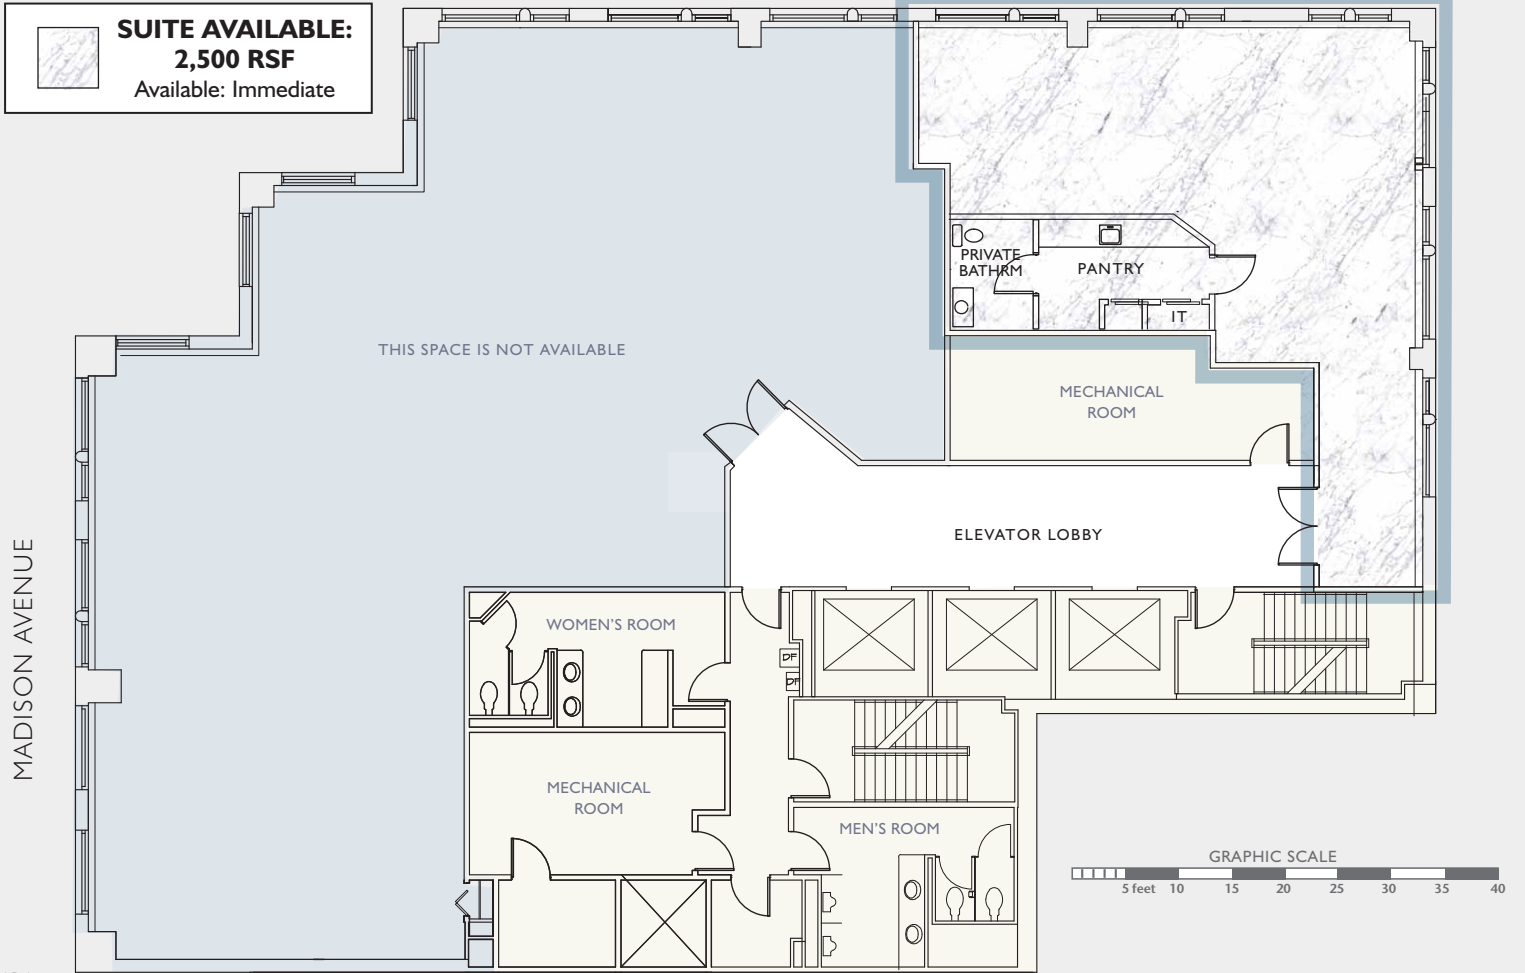 SUITE AVAILABLE:
2,500 RSF
Available: Immediate
PRIVATE
BATHRM
PANTRY
IT
THIS SPACE IS NOT AVAILABLE
MECHANICAL
ROOM
ELEVATOR LOBBY
MADISON AVENUE
WOMEN'S ROOM
DF
DF
MECHANICAL
ROOM
MEN'S ROOM
GRAPHIC SCALE
5 feet 10 15 20 25 30 35 40